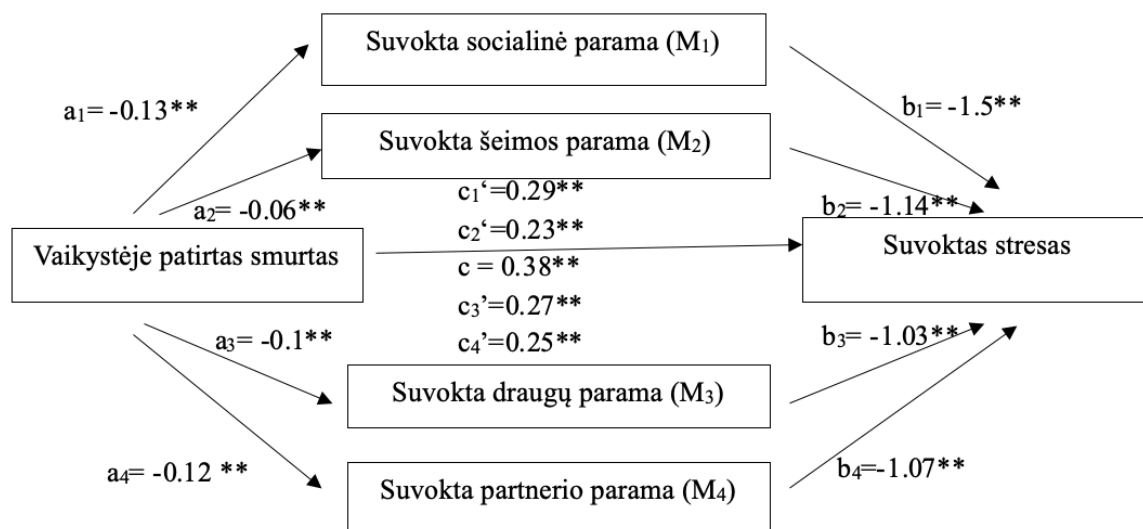 Suvokta socialinė parama (M₁)
a₁= -0.13**
b₁= -1.5**
Suvokta šeimos parama (M₂)
c₁‘=0.29**
a₂= -0.06**
b₂= -1.14**
c₂‘=0.23**
Vaikystėje patirtas smurtas
Suvoktas stresas
c = 0.38**
c₃’=0.27**
a₃= -0.1**
b₃= -1.03**
c₄’=0.25**
Suvokta draugų parama (M₃)
a₄= -0.12 **
b₄=-1.07**
Suvokta partnerio parama (M₄)